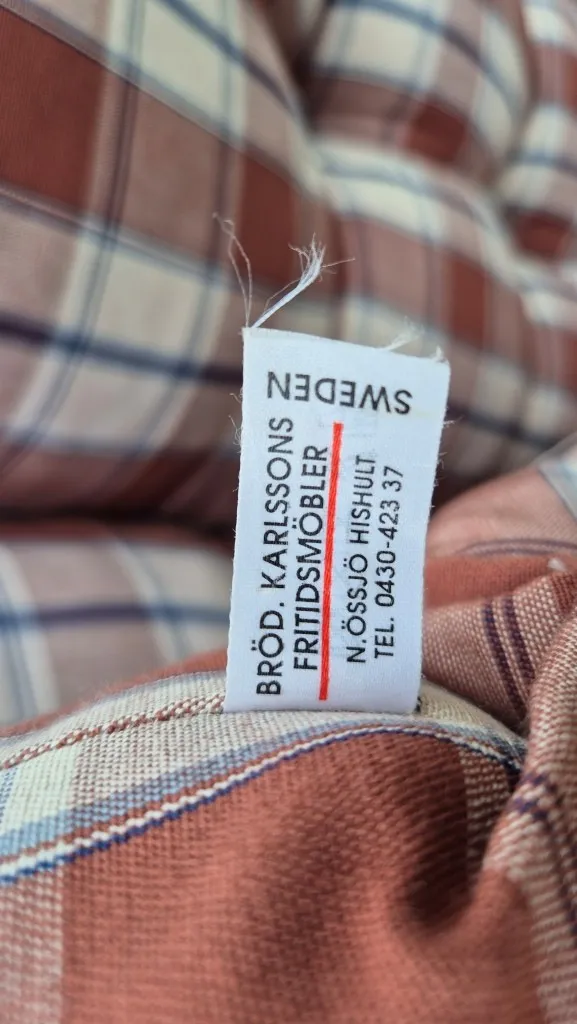 BRÖD. KARLSSONS
FRITIDSMÖBLER
N. ÖSSJÖ HISHULT
TEL. 0430-423 37
SWEDEN